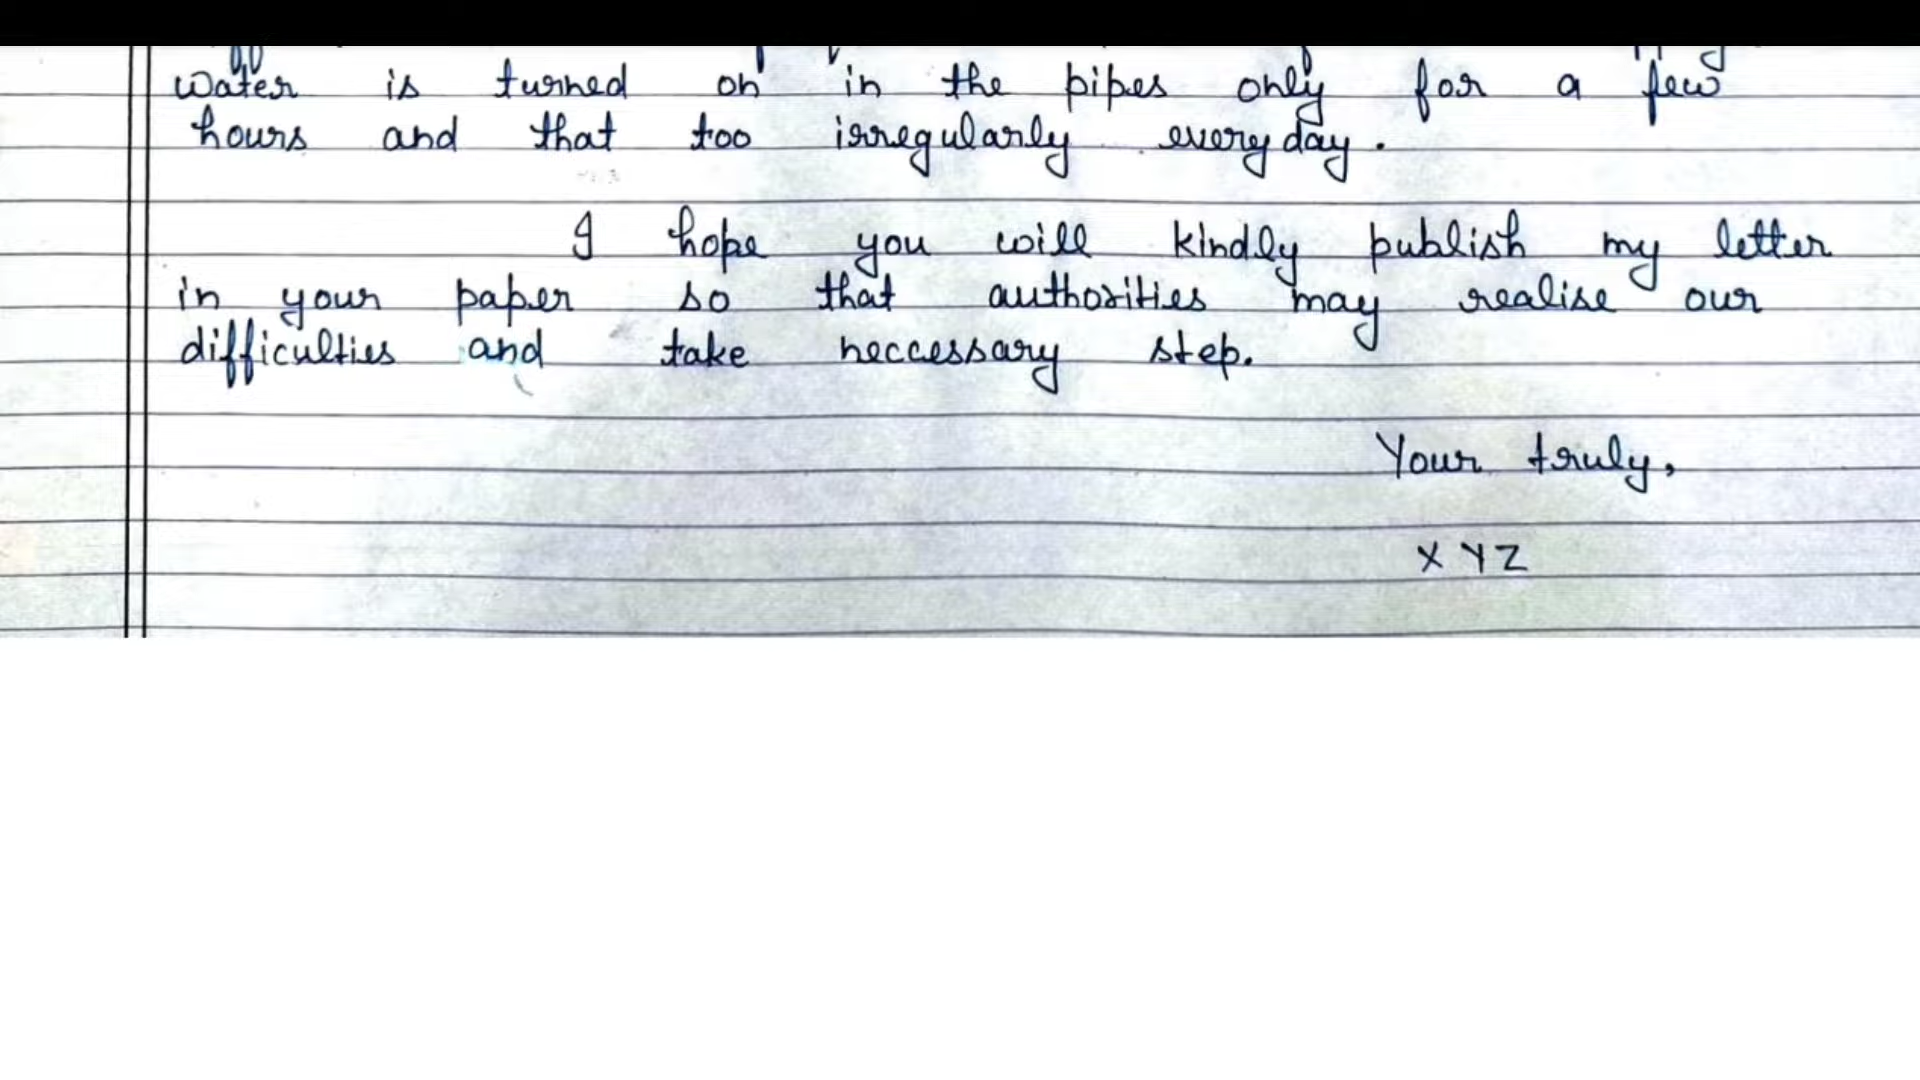 water is turned on in the pipes only for a few
hours and that too irregularly everyday.
I hope you will kindly publish my letter
in your paper so that authorities may realise our
difficulties and take neccessary step.
Your truly,
XYZ